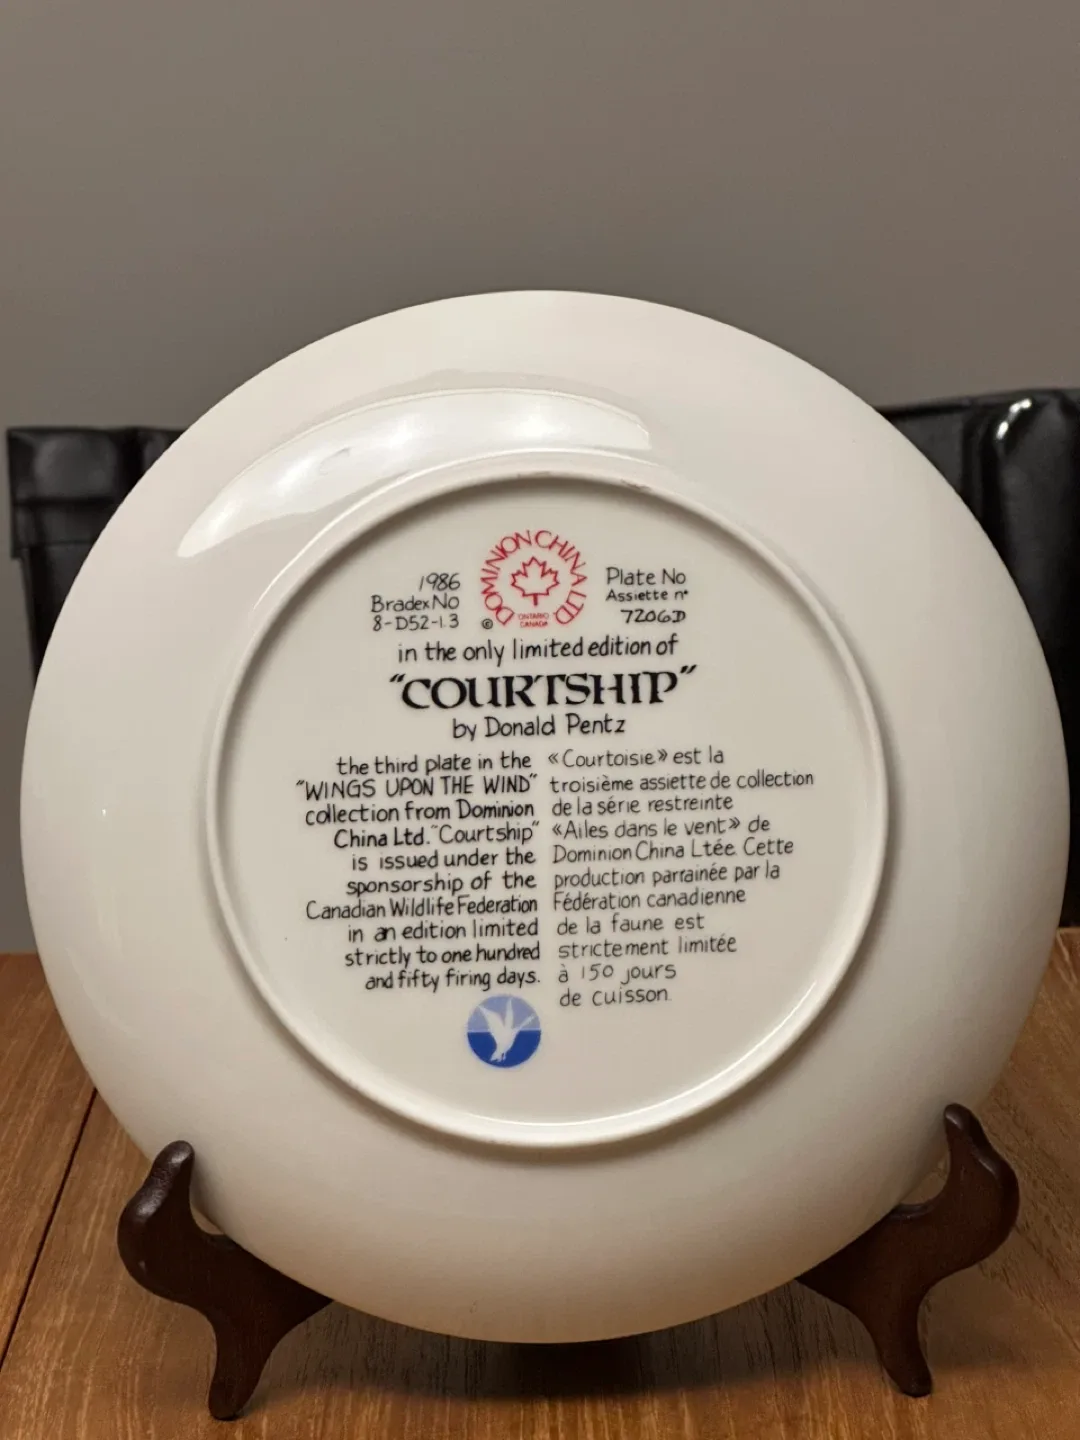 DOMINION CHINA LTD
ONTARIO
CANADA
©
1986
Bradex No
8-D52-1.3
Plate No
Assiette n°
7206D
in the only limited edition of
"COURTSHIP"
by Donald Pentz
the third plate in the
"WINGS UPON THE WIND"
collection from Dominion
China Ltd. "Courtship"
is issued under the
sponsorship of the
Canadian Wildlife Federation
in an edition limited
strictly to one hundred
and fifty firing days.
«Courtoisie» est la
troisième assiette de collection
de la série restreinte
«Ailes dans le vent» de
Dominion China Ltée. Cette
production parrainée par la
Fédération canadienne
de la faune est
strictement limitée
à 150 jours
de cuisson.